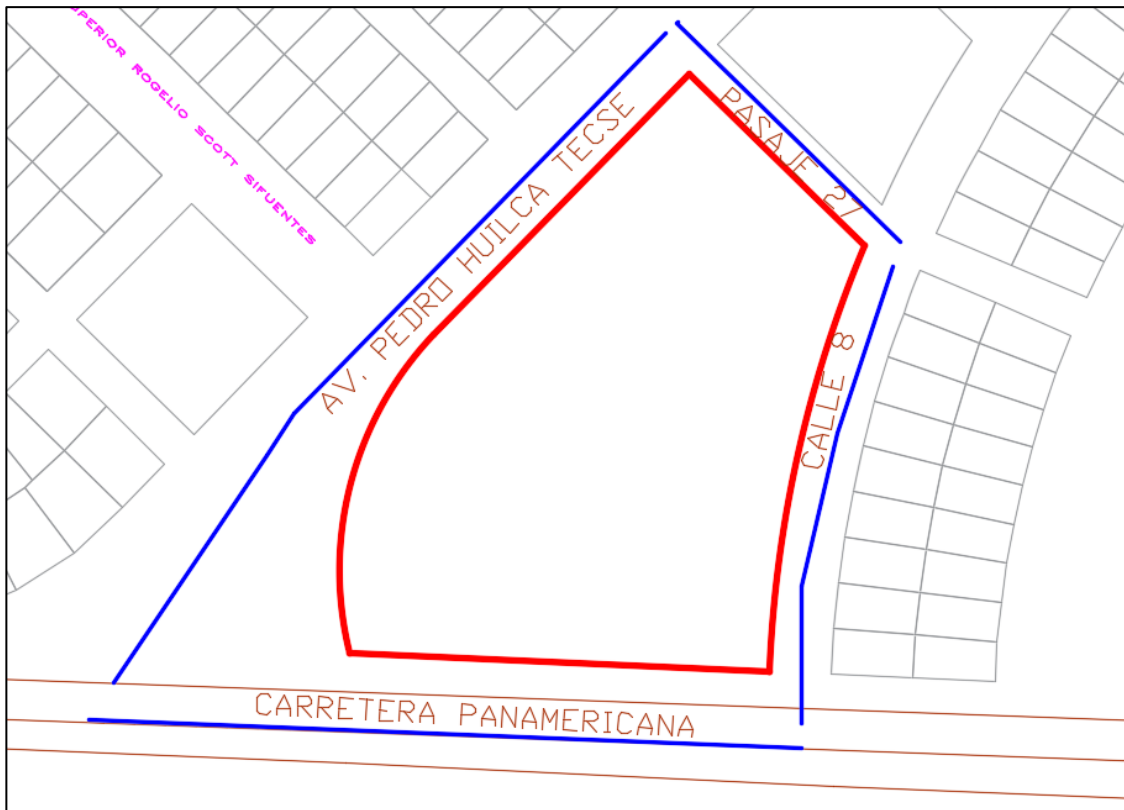 PERIOR ROGELIO SCOTT SIFUENTES
AV. PEDRO HUILCA TECSE
PASAJE 27
CALLE 8
CARRETERA PANAMERICANA